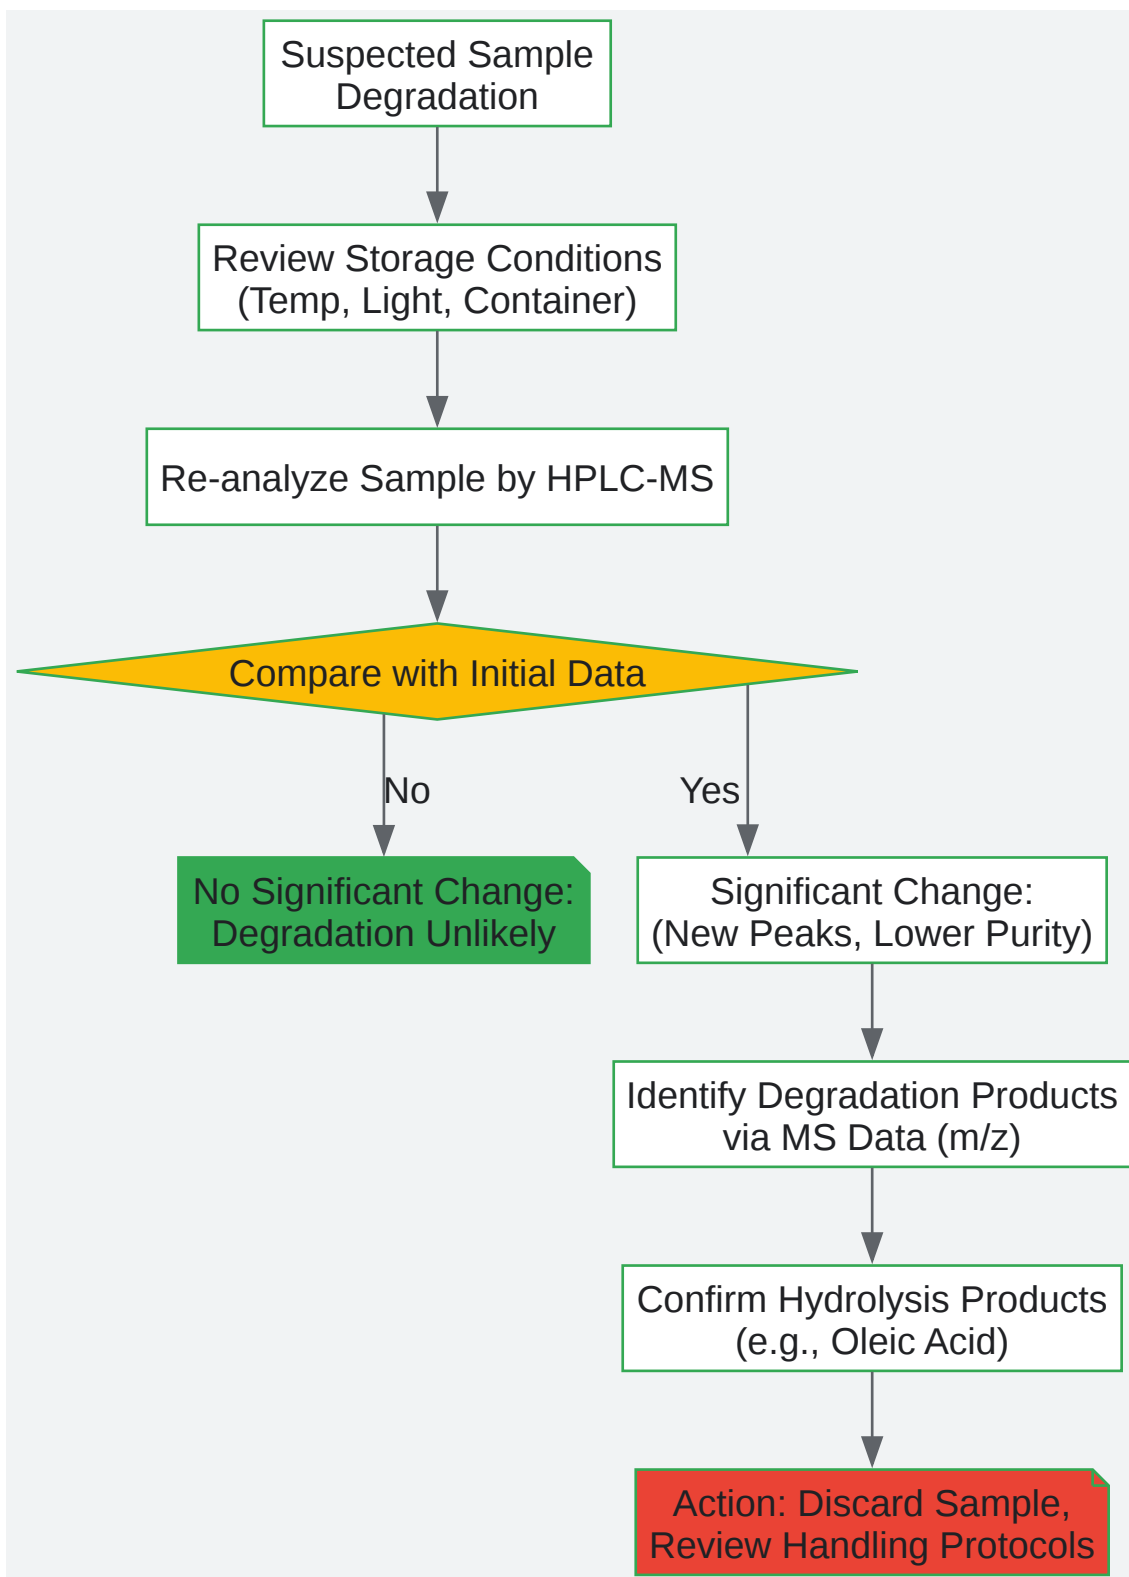 Suspected Sample
Degradation
Review Storage Conditions
(Temp, Light, Container)
Re-analyze Sample by HPLC-MS
Compare with Initial Data
No
Yes
No Significant Change:
Degradation Unlikely
Significant Change:
(New Peaks, Lower Purity)
Identify Degradation Products
via MS Data (m/z)
Confirm Hydrolysis Products
(e.g., Oleic Acid)
Action: Discard Sample,
Review Handling Protocols